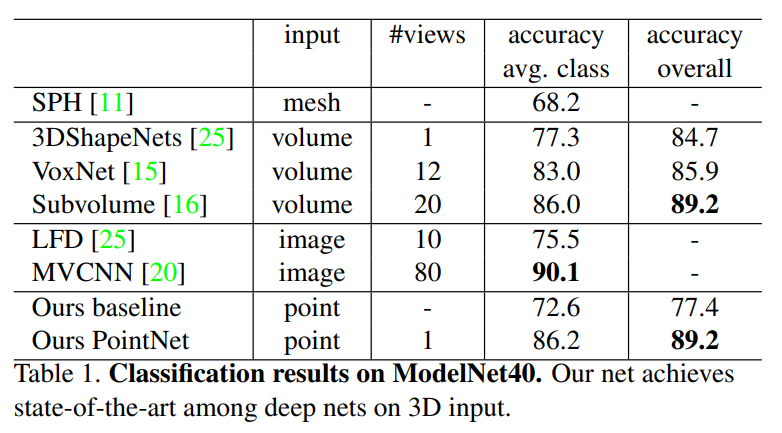 input #views accuracy accuracy
avg. class overall
SPH [11] mesh - 68.2 -
3DShapeNets [25] volume 1 77.3 84.7
VoxNet [15] volume 12 83.0 85.9
Subvolume [16] volume 20 86.0 89.2
LFD [25] image 10 75.5 -
MVCNN [20] image 80 90.1 -
Ours baseline point - 72.6 77.4
Ours PointNet point 1 86.2 89.2
Table 1. Classification results on ModelNet40. Our net achieves
state-of-the-art among deep nets on 3D input.